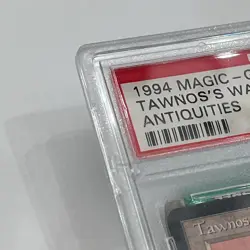 1994 MAGIC - 
TAWNOS'S WA
ANTIQUITIES
Tawnos